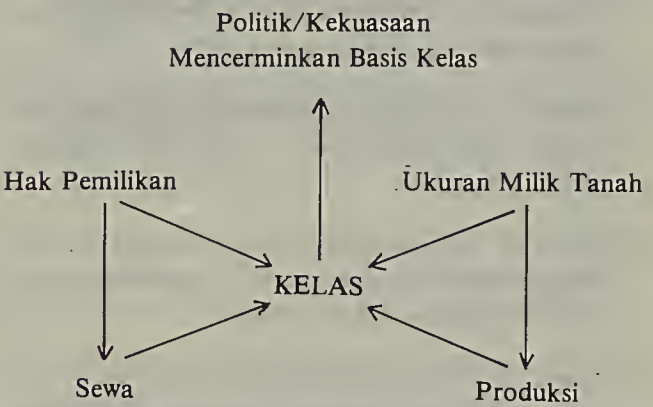 Politik/Kekuasaan
Mencerminkan Basis Kelas
Hak Pemilikan
Ukuran Milik Tanah
KELAS
Sewa
Produksi